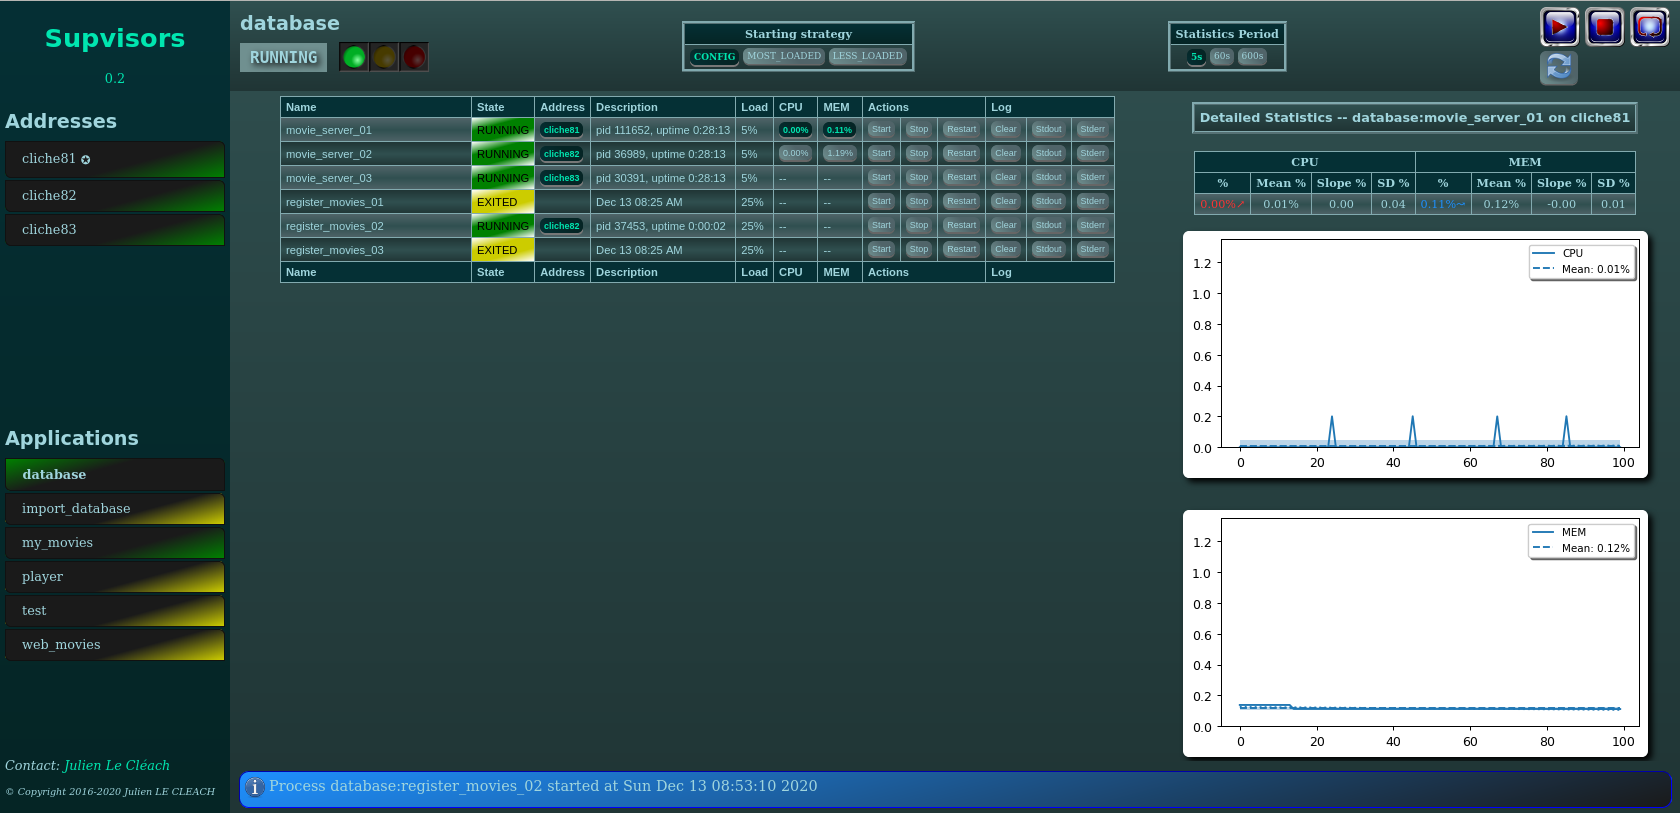 Supvisors
0.2
Addresses
cliche81 ✪
cliche82
cliche83
Applications
database
import_database
my_movies
player
test
web_movies
Contact: Julien Le Cléach
© Copyright 2016-2020 Julien LE CLEACH
database
RUNNING
Starting strategy
CONFIG MOST_LOADED LESS_LOADED
Statistics Period
5s 60s 600s
Name State Address Description Load CPU MEM Actions Log
movie_server_01 RUNNING cliche81 pid 111652, uptime 0:28:13 5% 0.00% 0.11% Start Stop Restart Clear Stdout Stderr
movie_server_02 RUNNING cliche82 pid 36989, uptime 0:28:13 5% 0.00% 1.19% Start Stop Restart Clear Stdout Stderr
movie_server_03 RUNNING cliche83 pid 30391, uptime 0:28:13 5% -- -- Start Stop Restart Clear Stdout Stderr
register_movies_01 EXITED Dec 13 08:25 AM 25% -- -- Start Stop Restart Clear Stdout Stderr
register_movies_02 RUNNING cliche82 pid 37453, uptime 0:00:02 25% -- -- Start Stop Restart Clear Stdout Stderr
register_movies_03 EXITED Dec 13 08:25 AM 25% -- -- Start Stop Restart Clear Stdout Stderr
Name State Address Description Load CPU MEM Actions Log
Detailed Statistics -- database:movie_server_01 on cliche81
CPU MEM
% Mean % Slope % SD % % Mean % Slope % SD %
0.00%↗ 0.01% 0.00 0.04 0.11%↝ 0.12% -0.00 0.01
CPU
Mean: 0.01%
1.2
1.0
0.8
0.6
0.4
0.2
0.0
0 20 40 60 80 100
MEM
Mean: 0.12%
1.2
1.0
0.8
0.6
0.4
0.2
0.0
0 20 40 60 80 100
Process database:register_movies_02 started at Sun Dec 13 08:53:10 2020